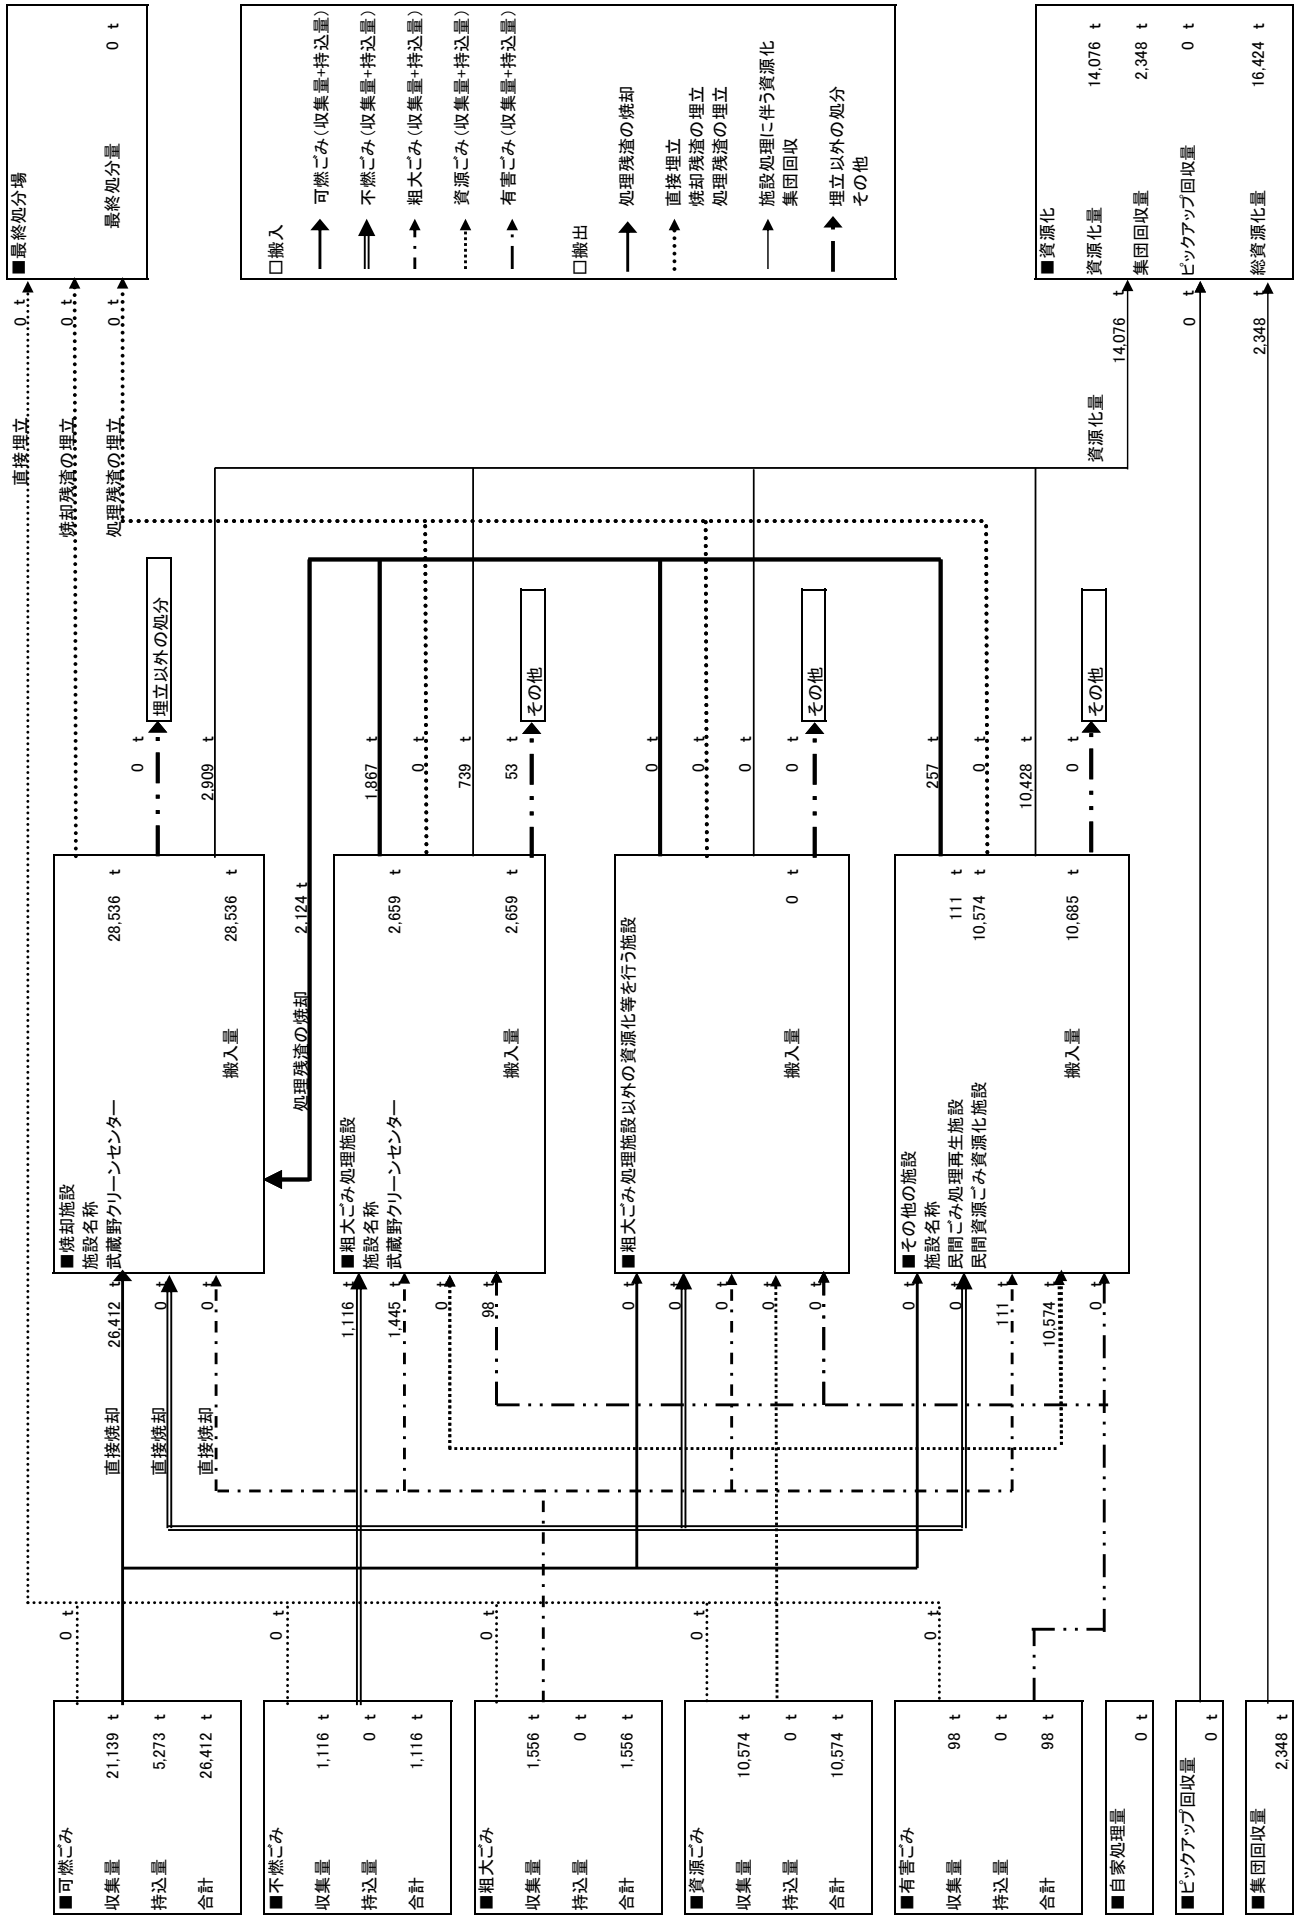 ■可燃ごみ
収集量 21,139 t
持込量 5,273 t
合計 26,412 t
0 t
■不燃ごみ
収集量 1,116 t
持込量 0 t
合計 1,116 t
0 t
■粗大ごみ
収集量 1,556 t
持込量 0 t
合計 1,556 t
0 t
■資源ごみ
収集量 10,574 t
持込量 0 t
合計 10,574 t
0 t
■有害ごみ
収集量 98 t
持込量 0 t
合計 98 t
0 t
■自家処理量
0 t
■ピックアップ回収量
0 t
■集団回収量
2,348 t
直接焼却 26,412 t
直接焼却 0 t
直接焼却 0 t
■焼却施設
施設名称
武蔵野クリーンセンター 28,536 t
搬入量 28,536 t
0 t
埋立以外の処分
2,909 t
処理残渣の焼却 2,124 t
1,116 t
1,445 t
0 t
98 t
■粗大ごみ処理施設
施設名称
武蔵野クリーンセンター 2,659 t
搬入量 2,659 t
1,867 t
0 t
739 t
53 t
その他
0 t
0 t
0 t
0 t
0 t
■粗大ごみ処理施設以外の資源化等を行う施設
搬入量 0 t
0 t
0 t
0 t
0 t
その他
0 t
0 t
111 t
10,574 t
0 t
■その他の施設
施設名称
民間ごみ処理再生施設 111 t
民間資源ごみ資源化施設 10,574 t
搬入量 10,685 t
257 t
0 t
10,428 t
0 t
その他
直接埋立 0 t
焼却残渣の埋立 0 t
処理残渣の埋立 0 t
■最終処分場
最終処分量 0 t
□搬入
可燃ごみ(収集量+持込量)
不燃ごみ(収集量+持込量)
粗大ごみ(収集量+持込量)
資源ごみ(収集量+持込量)
有害ごみ(収集量+持込量)
□搬出
処理残渣の焼却
直接埋立
焼却残渣の埋立
処理残渣の埋立
施設処理に伴う資源化
集団回収
埋立以外の処分
その他
資源化量 14,076 t
0 t
2,348 t
■資源化
資源化量 14,076 t
集団回収量 2,348 t
ピックアップ回収量 0 t
総資源化量 16,424 t